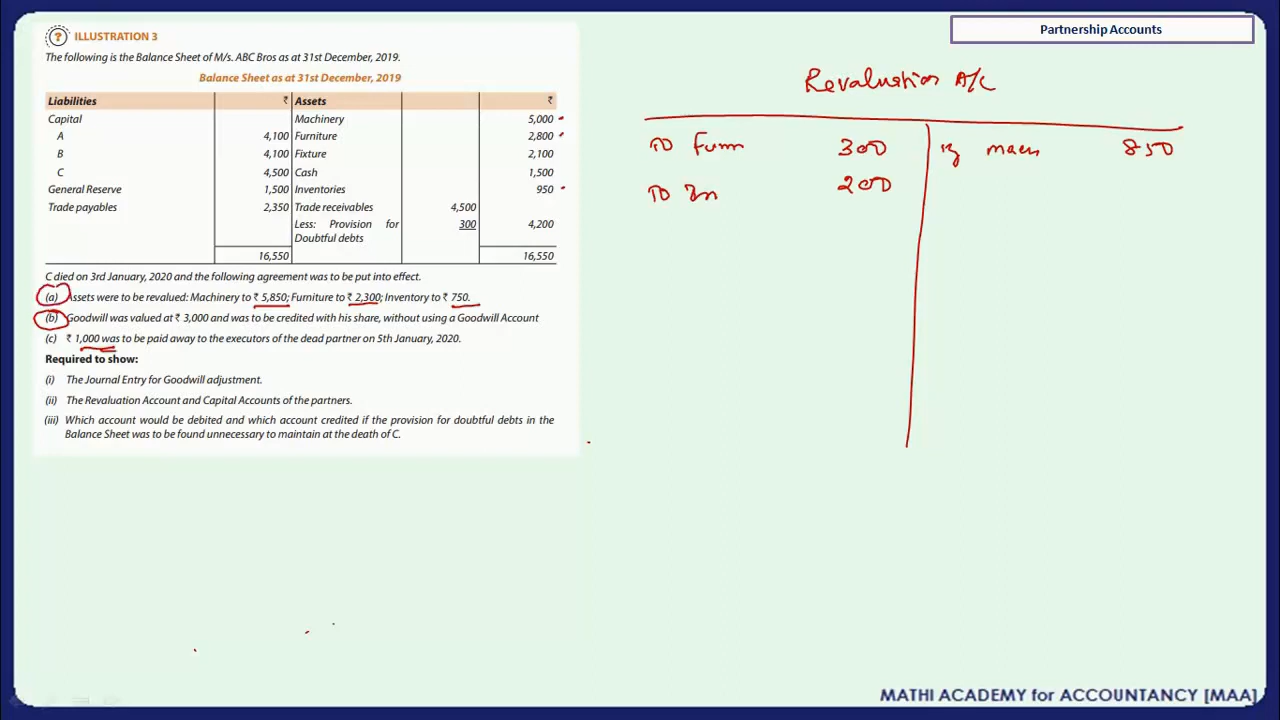 Partnership Accounts
? ILLUSTRATION 3
The following is the Balance Sheet of M/s. ABC Bros as at 31st December, 2019.
Balance Sheet as at 31st December, 2019
Liabilities ₹ Assets ₹
Capital Machinery 5,000
A 4,100 Furniture 2,800
B 4,100 Fixture 2,100
C 4,500 Cash 1,500
General Reserve 1,500 Inventories 950
Trade payables 2,350 Trade receivables 4,500
Less: Provision for 300 4,200
Doubtful debts
16,550 16,550
C died on 3rd January, 2020 and the following agreement was to be put into effect.
(a) Assets were to be revalued: Machinery to ₹ 5,850; Furniture to ₹ 2,300; Inventory to ₹ 750.
(b) Goodwill was valued at ₹ 3,000 and was to be credited with his share, without using a Goodwill Account
(c) ₹ 1,000 was to be paid away to the executors of the dead partner on 5th January, 2020.
Required to show:
(i) The Journal Entry for Goodwill adjustment.
(ii) The Revaluation Account and Capital Accounts of the partners.
(iii) Which account would be debited and which account credited if the provision for doubtful debts in the
Balance Sheet was to be found unnecessary to maintain at the death of C.
Revaluation A/C
TO Furn 300 By mach 850
TO Inn 200
MATHI ACADEMY for ACCOUNTANCY [MAA]